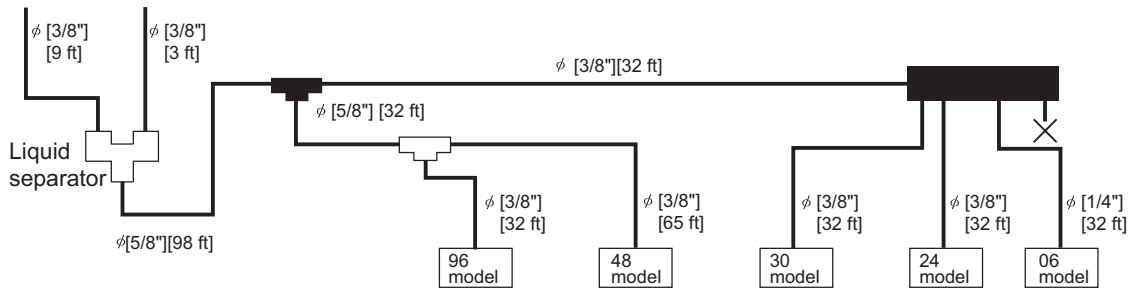 ϕ [3/8"]
[9 ft]
ϕ [3/8"]
[3 ft]
ϕ [3/8"][32 ft]
ϕ [5/8"] [32 ft]
Liquid
separator
ϕ[5/8"][98 ft]
ϕ [3/8"]
[32 ft]
ϕ [3/8"]
[65 ft]
ϕ [3/8"]
[32 ft]
ϕ [3/8"]
[32 ft]
ϕ [1/4"]
[32 ft]
96
model
48
model
30
model
24
model
06
model